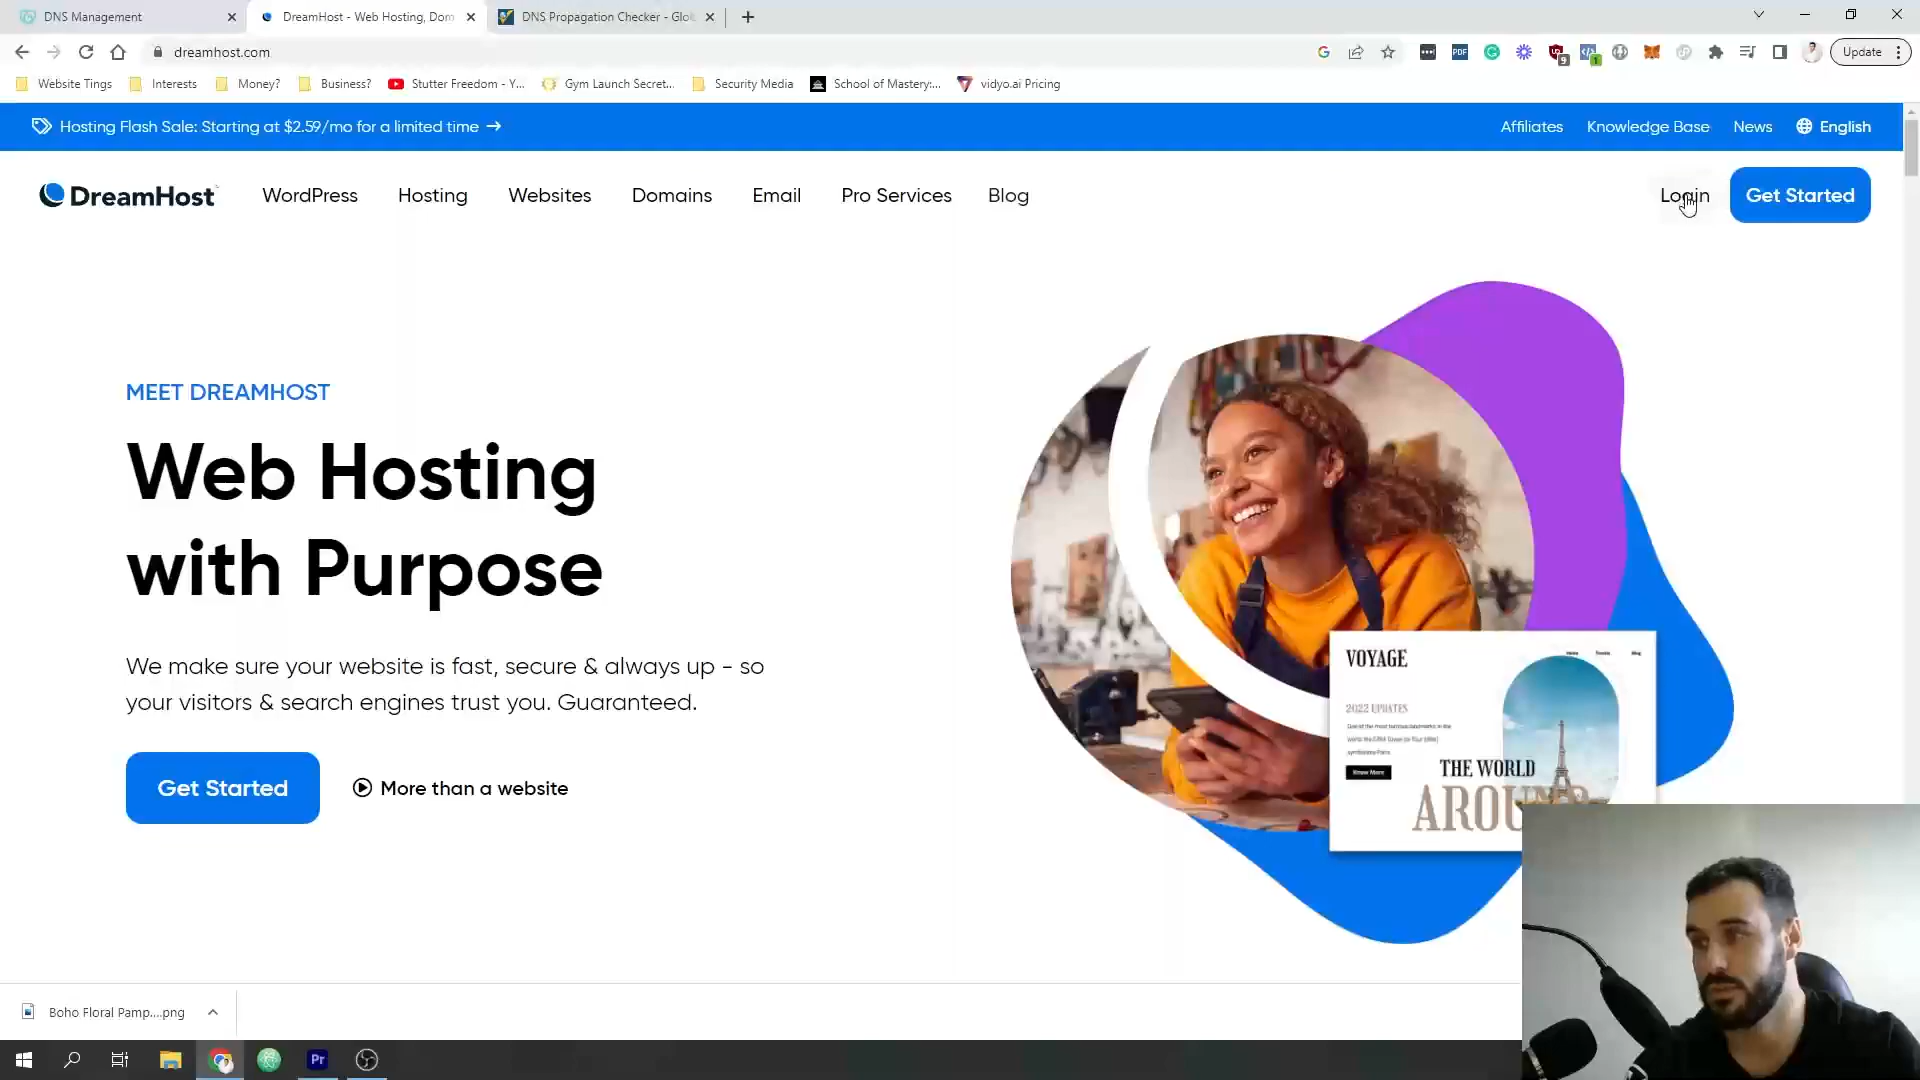 DNS Management
DreamHost - Web Hosting, Dom
DNS Propagation Checker - Glo
dreamhost.com
Update
Website Tings
Interests
Money?
Business?
Stutter Freedom - Y...
Gym Launch Secret...
Security Media
School of Mastery:...
vidyo.ai Pricing
Hosting Flash Sale: Starting at $2.59/mo for a limited time →
Affiliates
Knowledge Base
News
English
DreamHost
WordPress
Hosting
Websites
Domains
Email
Pro Services
Blog
Login
Get Started
MEET DREAMHOST
Web Hosting
with Purpose
We make sure your website is fast, secure & always up - so
your visitors & search engines trust you. Guaranteed.
Get Started
More than a website
VOYAGE
2022 UPDATES
Know More
THE WORLD
Boho Floral Pamp....png
Pr